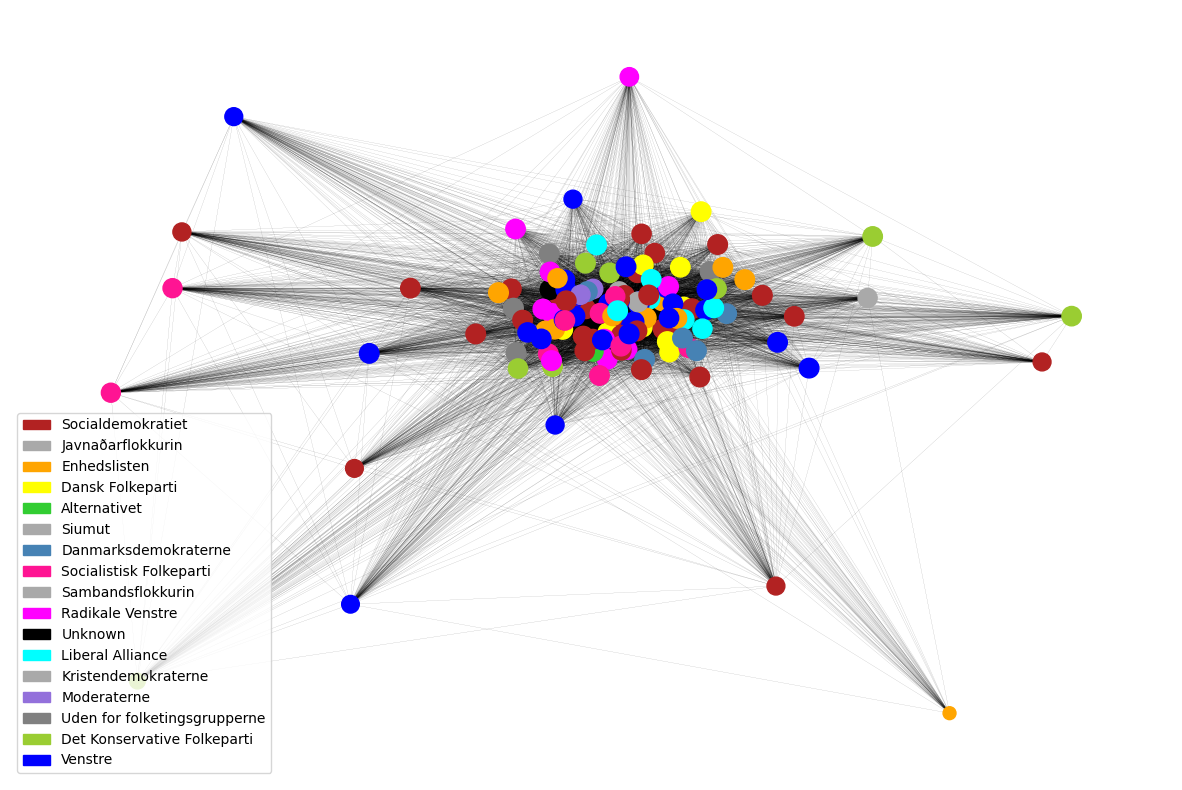 Socialdemokratiet
Javnaðarflokkurin
Enhedslisten
Dansk Folkeparti
Alternativet
Siumut
Danmarksdemokraterne
Socialistisk Folkeparti
Sambandsflokkurin
Radikale Venstre
Unknown
Liberal Alliance
Kristendemokraterne
Moderaterne
Uden for folketingsgrupperne
Det Konservative Folkeparti
Venstre